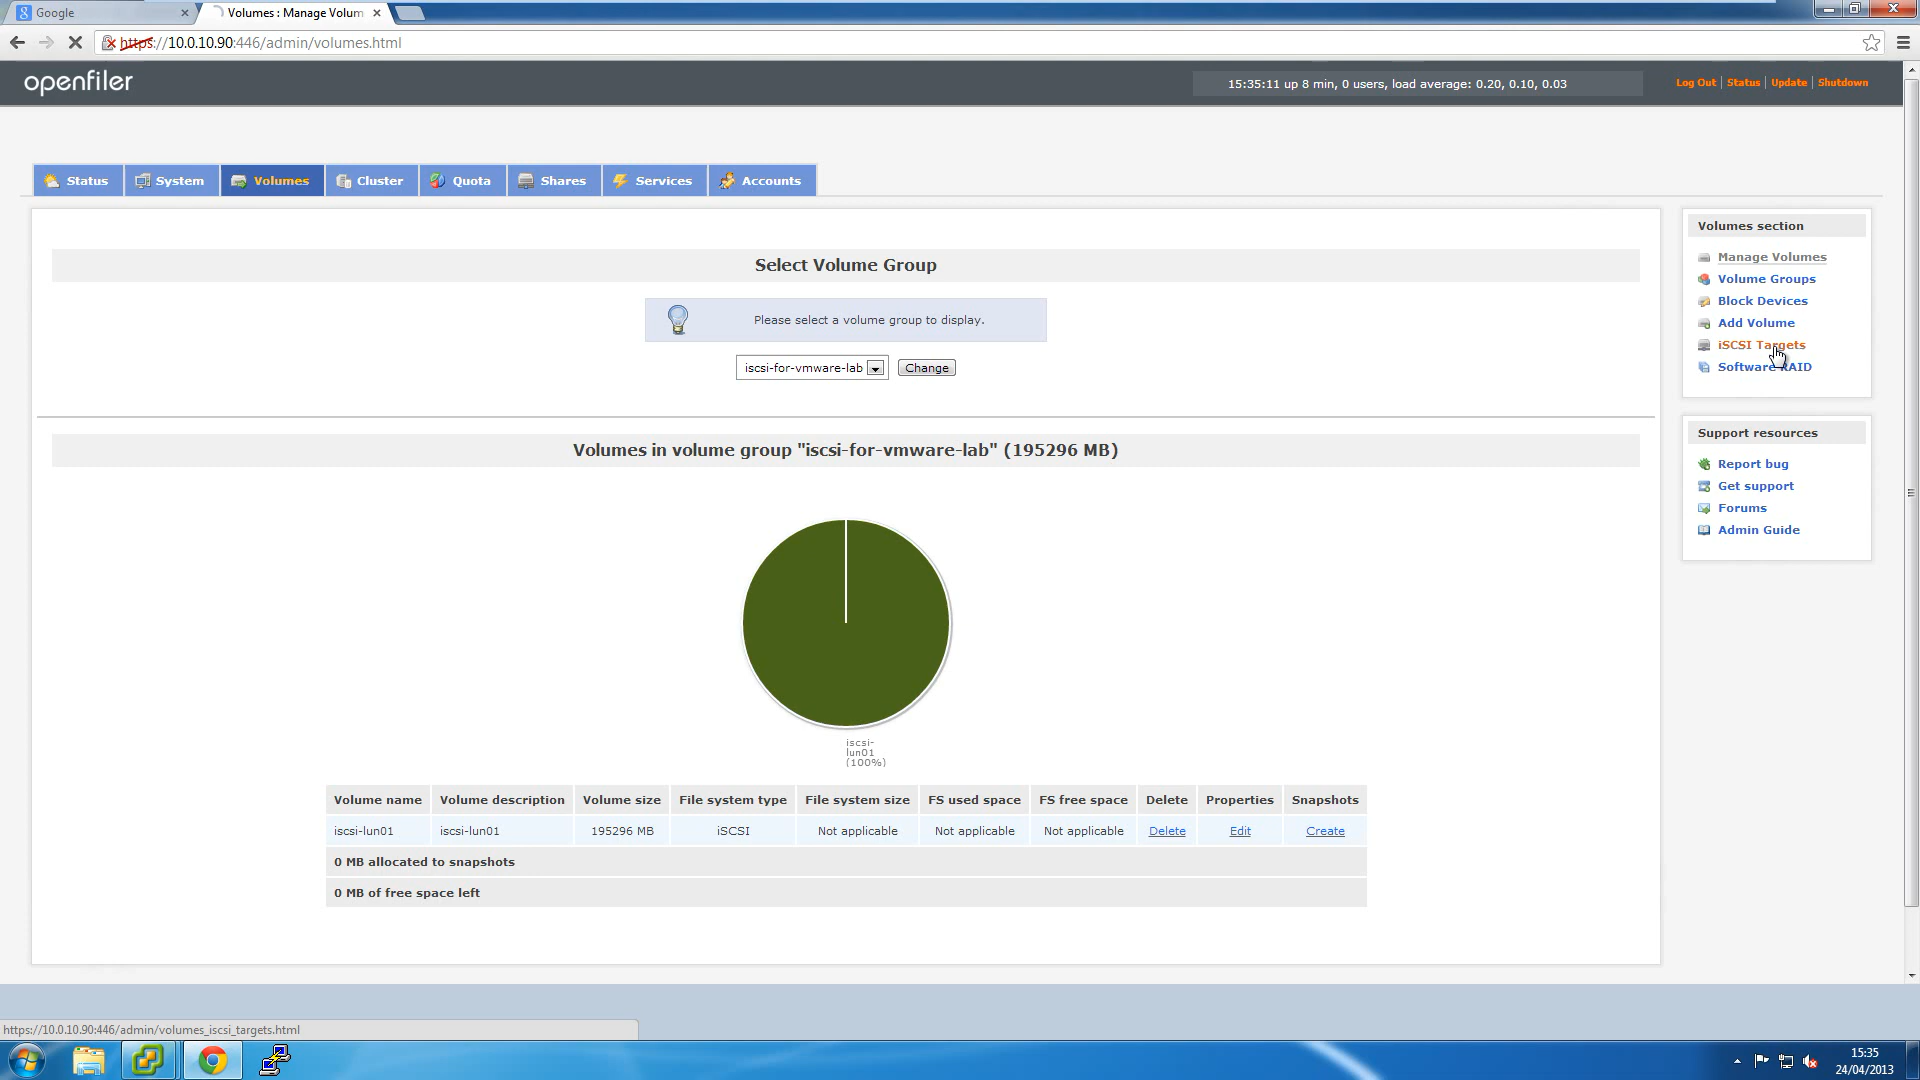 Google
Volumes : Manage Volum
https://10.0.10.90:446/admin/volumes.html
openfiler
15:35:11 up 8 min, 0 users, load average: 0.20, 0.10, 0.03
Log Out | Status | Update | Shutdown
Status
System
Volumes
Cluster
Quota
Shares
Services
Accounts
Select Volume Group
Please select a volume group to display.
iscsi-for-vmware-lab
Change
Volumes in volume group "iscsi-for-vmware-lab" (195296 MB)
iscsi-
lun01
(100%)
Volume name Volume description Volume size File system type File system size FS used space FS free space Delete Properties Snapshots
iscsi-lun01 iscsi-lun01 195296 MB iSCSI Not applicable Not applicable Not applicable Delete Edit Create
0 MB allocated to snapshots
0 MB of free space left
Volumes section
Manage Volumes
Volume Groups
Block Devices
Add Volume
iSCSI Targets
Software RAID
Support resources
Report bug
Get support
Forums
Admin Guide
https://10.0.10.90:446/admin/volumes_iscsi_targets.html
15:35
24/04/2013